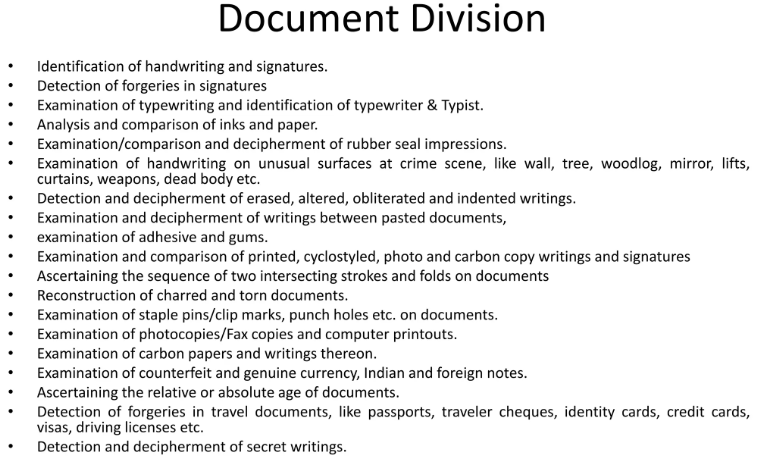 Document Division
• Identification of handwriting and signatures.
• Detection of forgeries in signatures
• Examination of typewriting and identification of typewriter & Typist.
• Analysis and comparison of inks and paper.
• Examination/comparison and decipherment of rubber seal impressions.
• Examination of handwriting on unusual surfaces at crime scene, like wall, tree, woodlog, mirror, lifts,
curtains, weapons, dead body etc.
• Detection and decipherment of erased, altered, obliterated and indented writings.
• Examination and decipherment of writings between pasted documents,
• examination of adhesive and gums.
• Examination and comparison of printed, cyclostyled, photo and carbon copy writings and signatures
• Ascertaining the sequence of two intersecting strokes and folds on documents
• Reconstruction of charred and torn documents.
• Examination of staple pins/clip marks, punch holes etc. on documents.
• Examination of photocopies/Fax copies and computer printouts.
• Examination of carbon papers and writings thereon.
• Examination of counterfeit and genuine currency, Indian and foreign notes.
• Ascertaining the relative or absolute age of documents.
• Detection of forgeries in travel documents, like passports, traveler cheques, identity cards, credit cards,
visas, driving licenses etc.
• Detection and decipherment of secret writings.